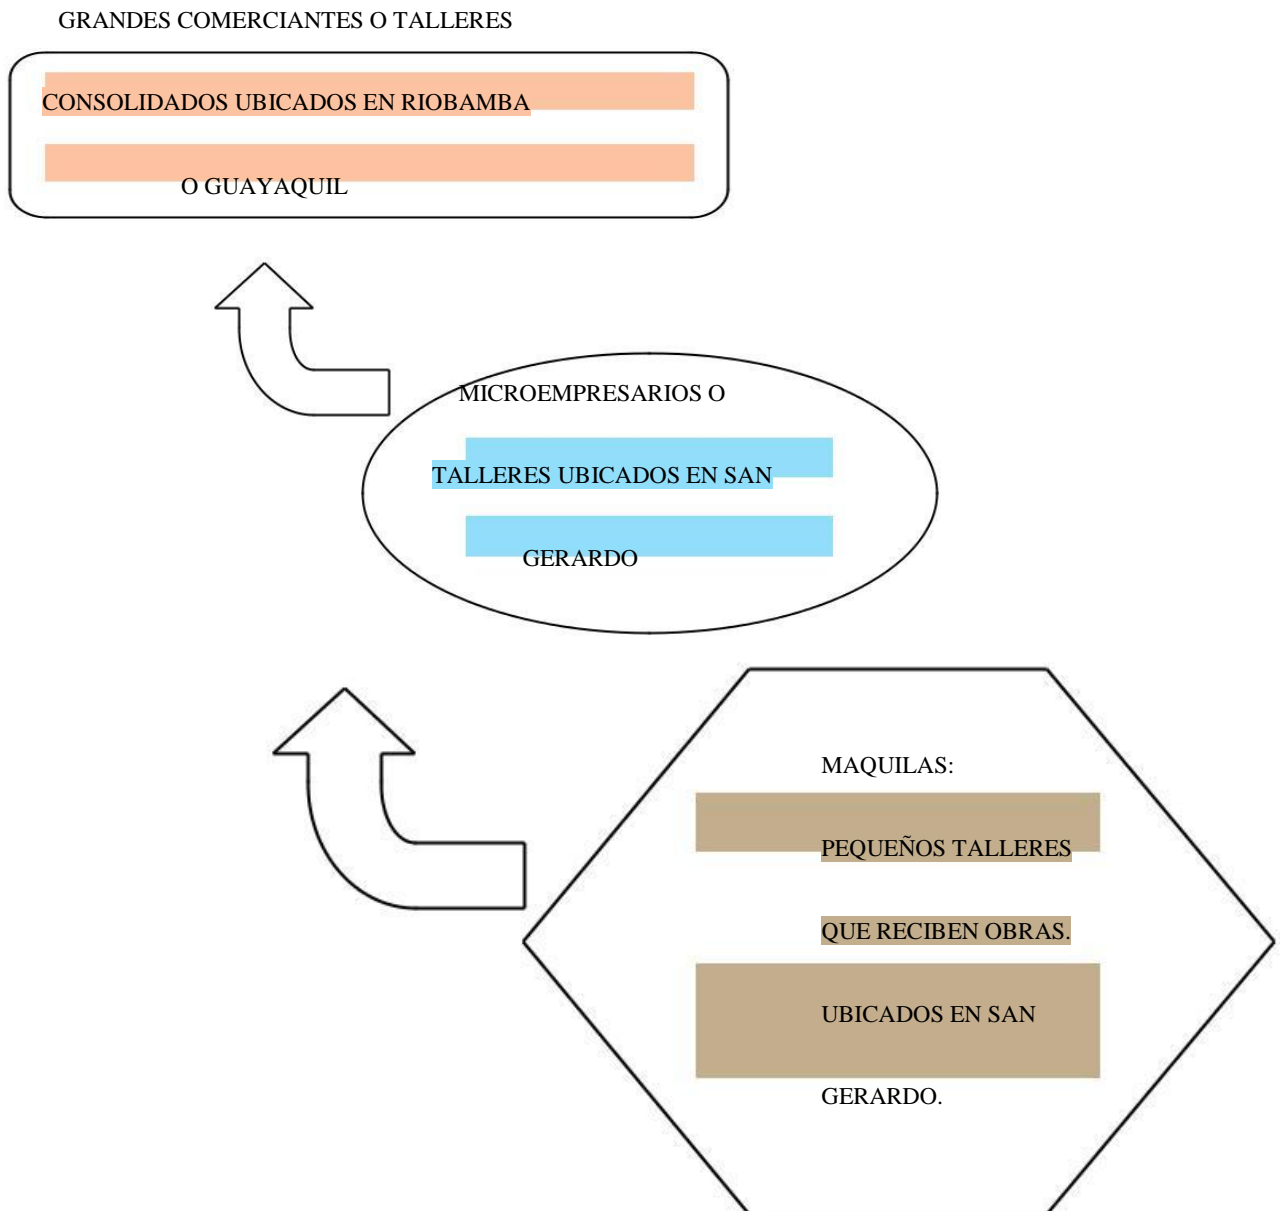 GRANDES COMERCIANTES O TALLERES
CONSOLIDADOS UBICADOS EN RIOBAMBA
O GUAYAQUIL
MICROEMPRESARIOS O
TALLERES UBICADOS EN SAN
GERARDO
MAQUILAS:
PEQUEÑOS TALLERES
QUE RECIBEN OBRAS.
UBICADOS EN SAN
GERARDO.